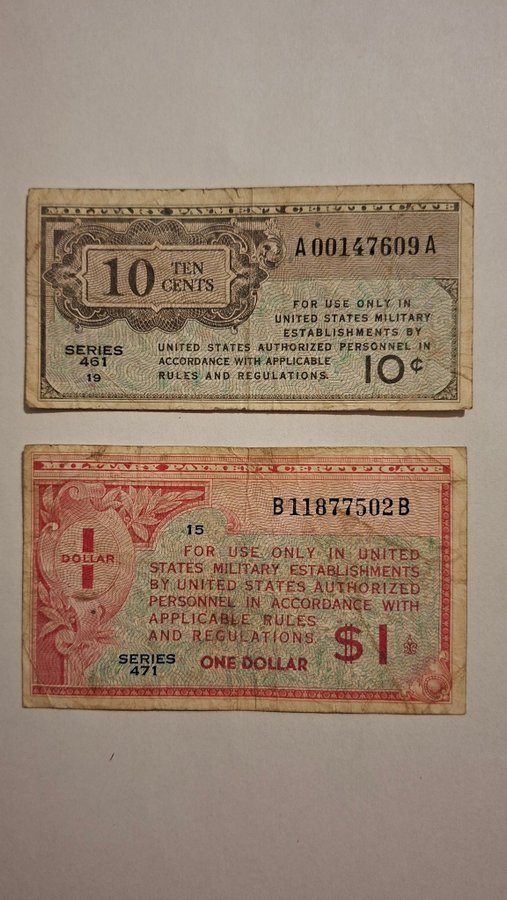 MILITARY PAYMENT CERTIFICATE
A00147609A
10 TEN CENTS
FOR USE ONLY IN
UNITED STATES MILITARY
ESTABLISHMENTS BY
UNITED STATES AUTHORIZED PERSONNEL IN
ACCORDANCE WITH APPLICABLE
RULES AND REGULATIONS.
SERIES
461
19
10¢
MILITARY PAYMENT CERTIFICATE
B11877502B
15
1
DOLLAR
FOR USE ONLY IN UNITED
STATES MILITARY ESTABLISHMENTS
BY UNITED STATES AUTHORIZED
PERSONNEL IN ACCORDANCE WITH
APPLICABLE RULES
AND REGULATIONS.
$1
SERIES
471
ONE DOLLAR